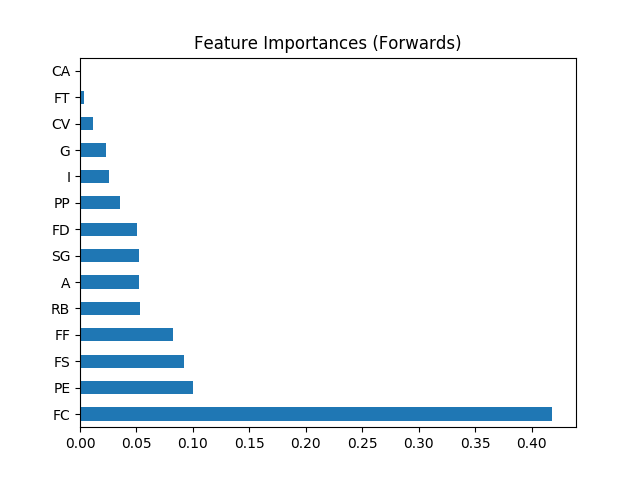 Feature Importances (Forwards)
CA
FT
CV
G
I
PP
FD
SG
A
RB
FF
FS
PE
FC
0.00 0.05 0.10 0.15 0.20 0.25 0.30 0.35 0.40